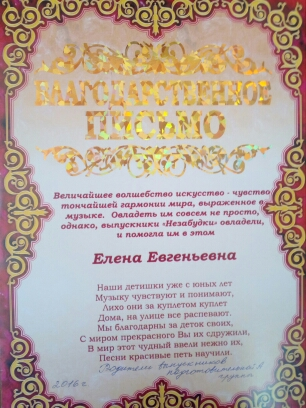 БЛАГОДАРСТВЕННОЕ
ПИСЬМО
Величайшее волшебство искусство - чувство
тончайшей гармонии мира, выраженное в
музыке. Овладеть им совсем не просто,
однако, выпускники «Незабудки» овладели,
и помогла им в этом
Елена Евгеньевна
Наши детишки уже с юных лет
Музыку чувствуют и понимают,
Лихо они за куплетом куплет
Дома, на улице все распевают.
Мы благодарны за деток своих,
С миром прекрасного Вы их сдружили,
В мир этот чудный ввели нежно их,
Песни красивые петь научили.
Родители выпускников
подготовительной
группы
2016г